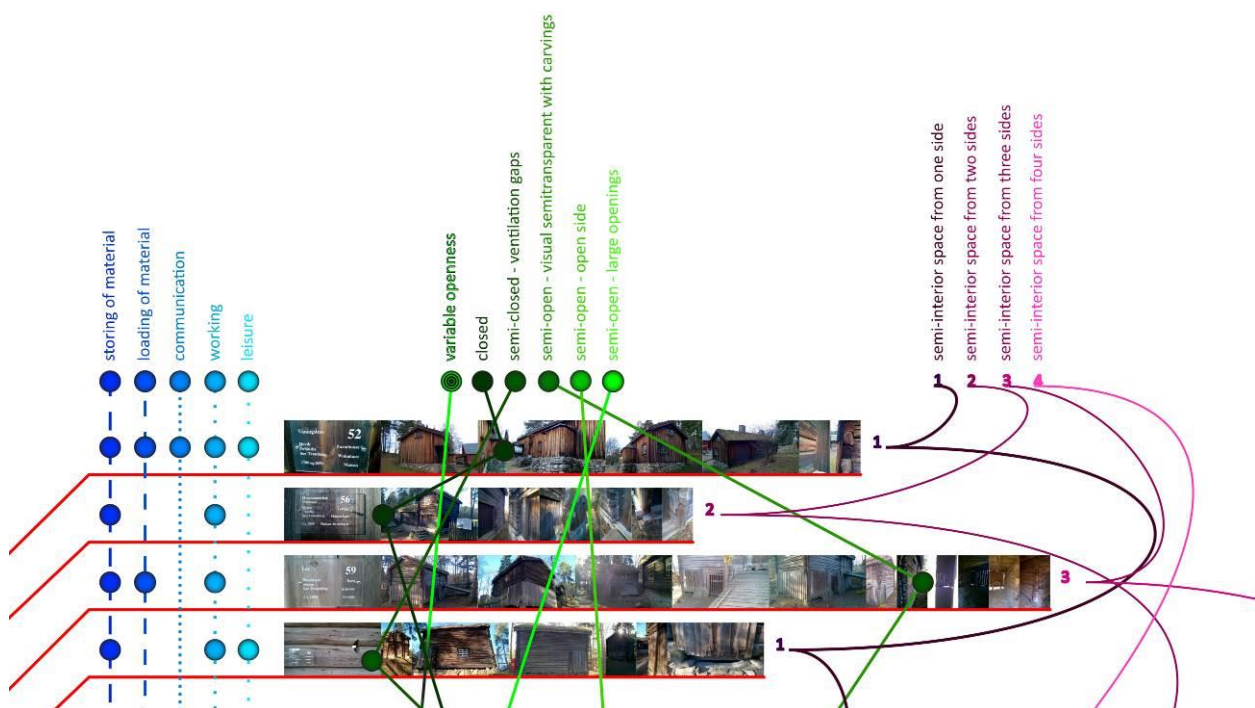 storing of material
loading of material
communication
working
leisure
variable openness
closed
semi-closed - ventilation gaps
semi-open - visual semitransparent with carvings
semi-open - open side
semi-open - large openings
semi-interior space from one side
semi-interior space from two sides
semi-interior space from three sides
semi-interior space from four sides
1 2 3 4
52
1
56
2
59
3
1